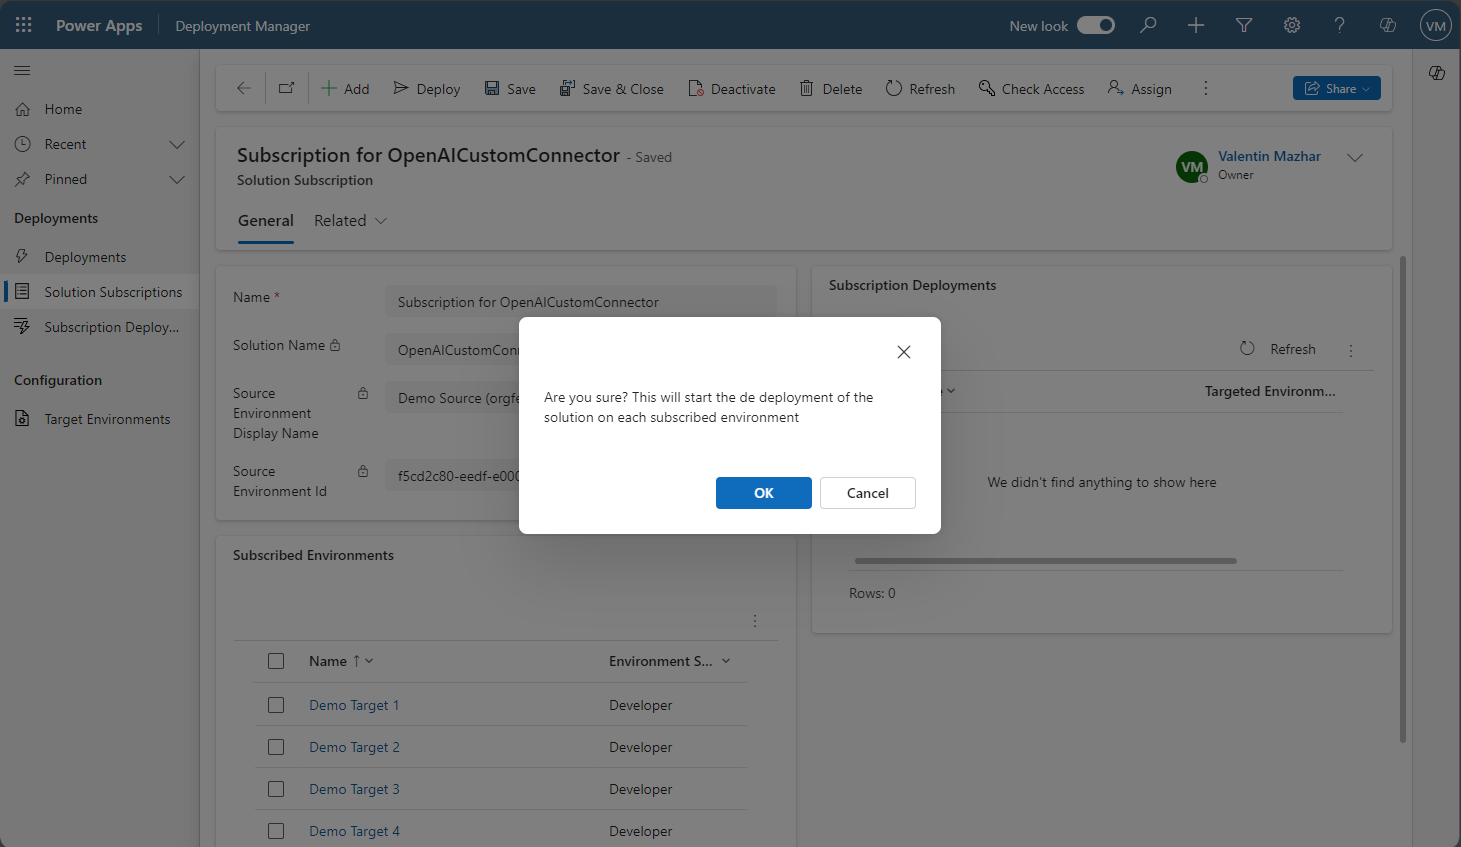 Power Apps
Deployment Manager
New look
VM
Home
Recent
Pinned
Deployments
Deployments
Solution Subscriptions
Subscription Deploy...
Configuration
Target Environments
Add
Deploy
Save
Save & Close
Deactivate
Delete
Refresh
Check Access
Assign
Share
Subscription for OpenAICustomConnector - Saved
Solution Subscription
VM
Valentin Mazhar
Owner
General
Related
Name *
Subscription for OpenAICustomConnector
Solution Name
OpenAICustomCon
Source
Environment
Display Name
Demo Source (orgfe
Source
Environment Id
f5cd2c80-eedf-e000
Subscription Deployments
Refresh
Targeted Environm...
We didn't find anything to show here
Rows: 0
Are you sure? This will start the de deployment of the
solution on each subscribed environment
OK
Cancel
Subscribed Environments
Name ↑
Environment S...
Demo Target 1
Developer
Demo Target 2
Developer
Demo Target 3
Developer
Demo Target 4
Developer